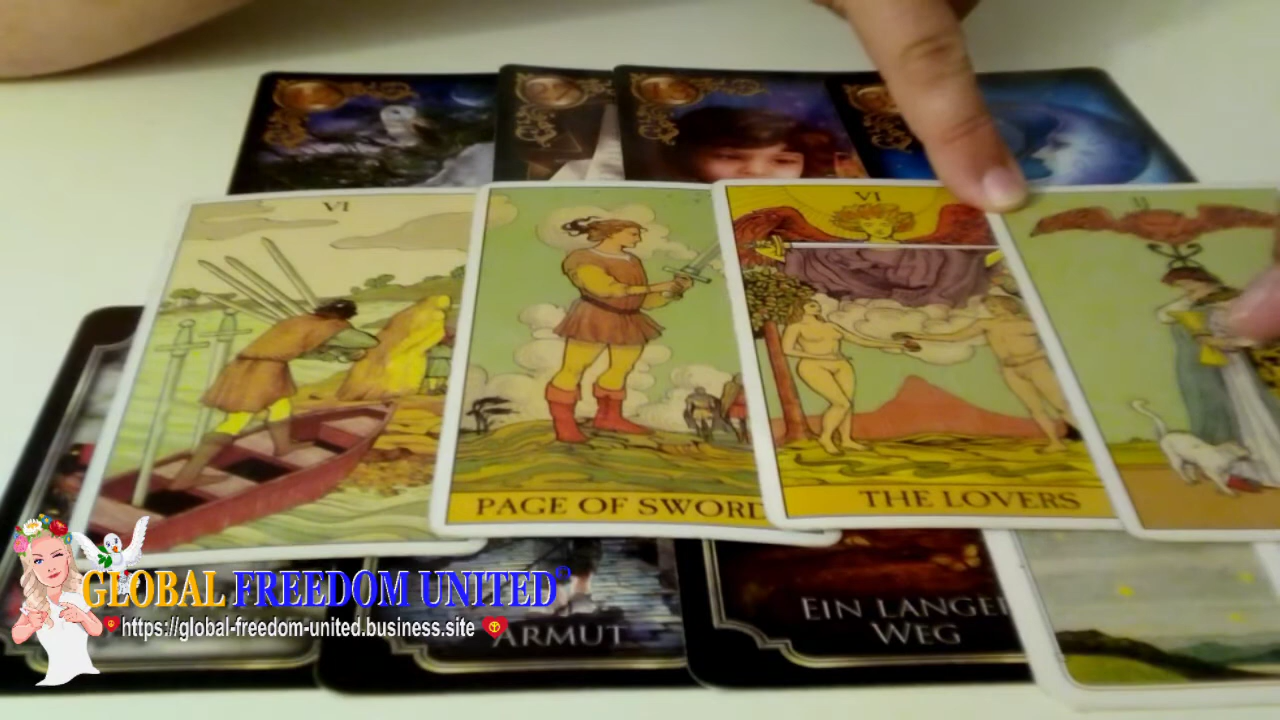 VI
PAGE OF SWORD
VI
THE LOVERS
II
GLOBAL FREEDOM UNITED
https://global-freedom-united.business.site
ARMUT
EIN LANGER
WEG